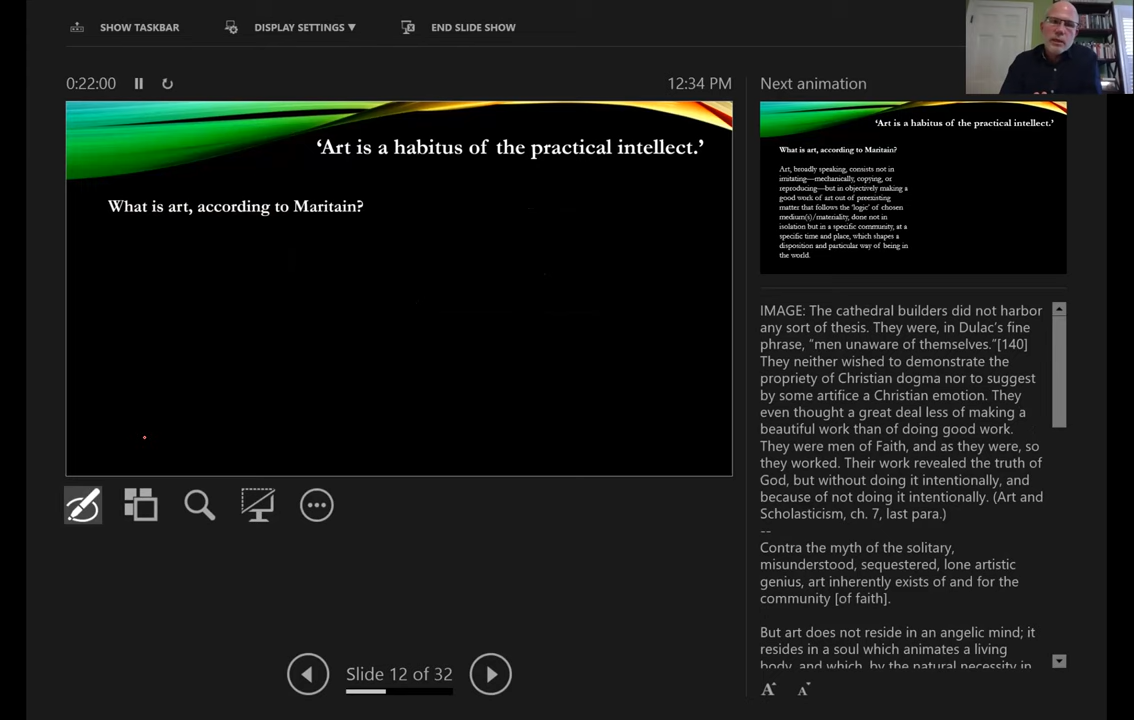 SHOW TASKBAR
DISPLAY SETTINGS ▼
END SLIDE SHOW
0:22:00
12:34 PM
Next animation
‘Art is a habitus of the practical intellect.’
What is art, according to Maritain?
‘Art is a habitus of the practical intellect.’
What is art, according to Maritain?
Art, broadly speaking, consists not in
imitating—mechanically, copying, or
reproducing—but in objectively making a
good work of art out of preexisting
matter that follows the ‘logic’ of chosen
medium(s)/materiality, done not in
isolation but in a specific community, at a
specific time and place, which shapes a
disposition and particular way of being in
the world.
IMAGE: The cathedral builders did not harbor
any sort of thesis. They were, in Dulac’s fine
phrase, “men unaware of themselves.”[140]
They neither wished to demonstrate the
propriety of Christian dogma nor to suggest
by some artifice a Christian emotion. They
even thought a great deal less of making a
beautiful work than of doing good work.
They were men of Faith, and as they were, so
they worked. Their work revealed the truth of
God, but without doing it intentionally, and
because of not doing it intentionally. (Art and
Scholasticism, ch. 7, last para.)
--
Contra the myth of the solitary,
misunderstood, sequestered, lone artistic
genius, art inherently exists of and for the
community [of faith].
But art does not reside in an angelic mind; it
resides in a soul which animates a living
body, and which, by the natural necessity in
Slide 12 of 32
A A